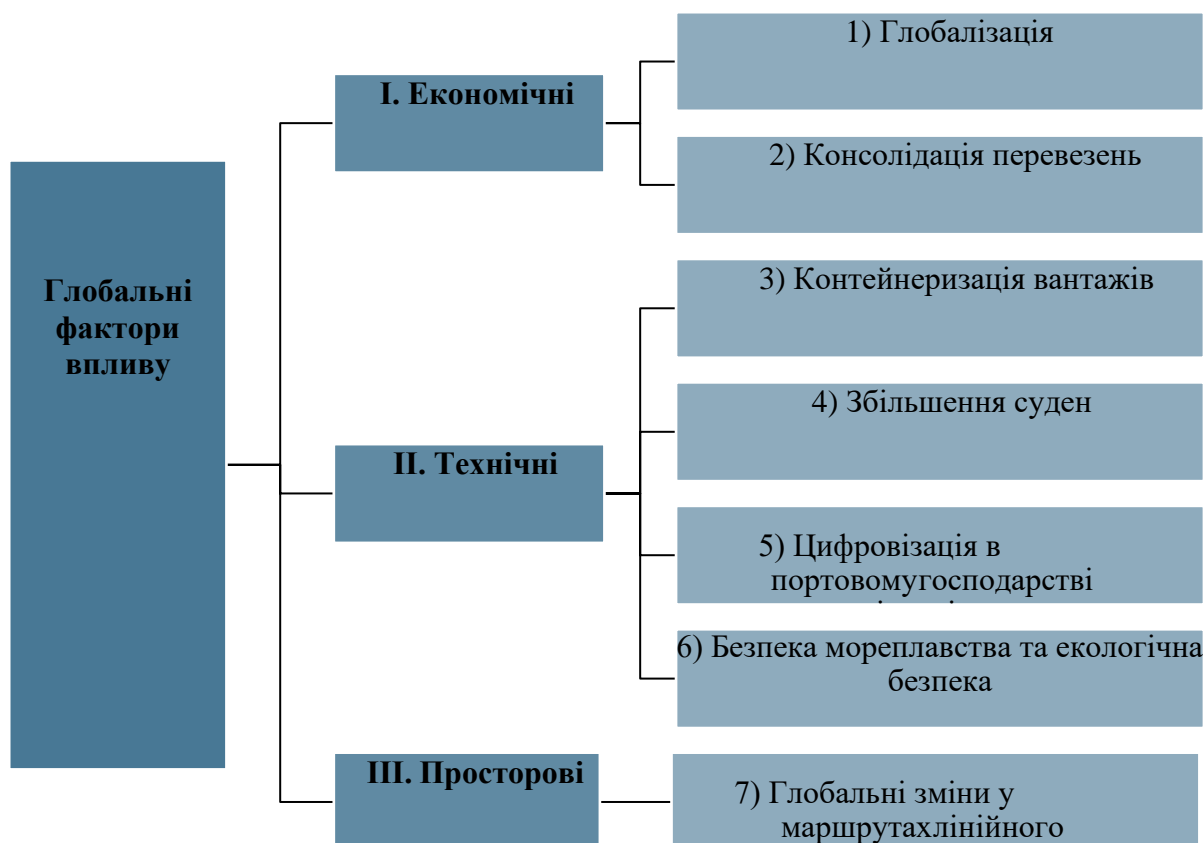 Глобальні
фактори
впливу
І. Економічні
1) Глобалізація
2) Консолідація перевезень
ІІ. Технічні
3) Контейнеризація вантажів
4) Збільшення суден
5) Цифровізація в
портовомугосподарстві
6) Безпека мореплавства та екологічна
безпека
ІІІ. Просторові
7) Глобальні зміни у
маршрутахлінійного